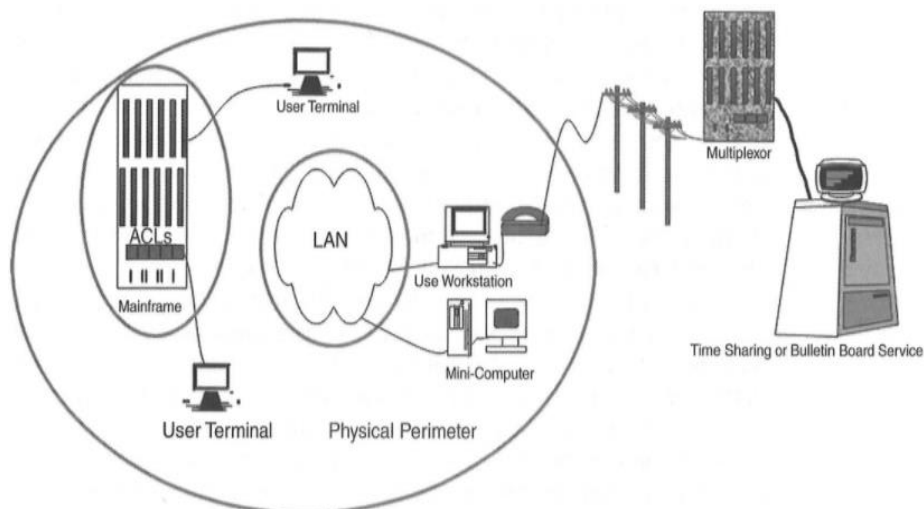 User Terminal
Multiplexor
ACLs
LAN
Mainframe
Use Workstation
Mini-Computer
Time Sharing or Bulletin Board Service
User Terminal
Physical Perimeter